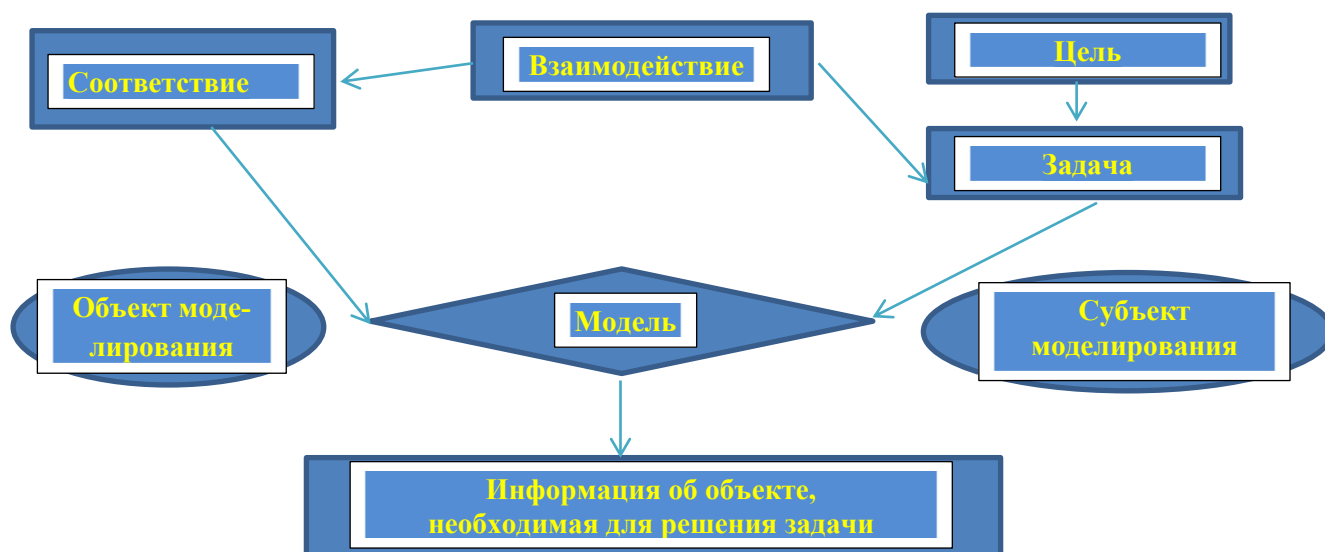 Соответствие
Взаимодействие
Цель
Задача
Объект моде-
лирования
Модель
Субъект
моделирования
Информация об объекте,
необходимая для решения задачи